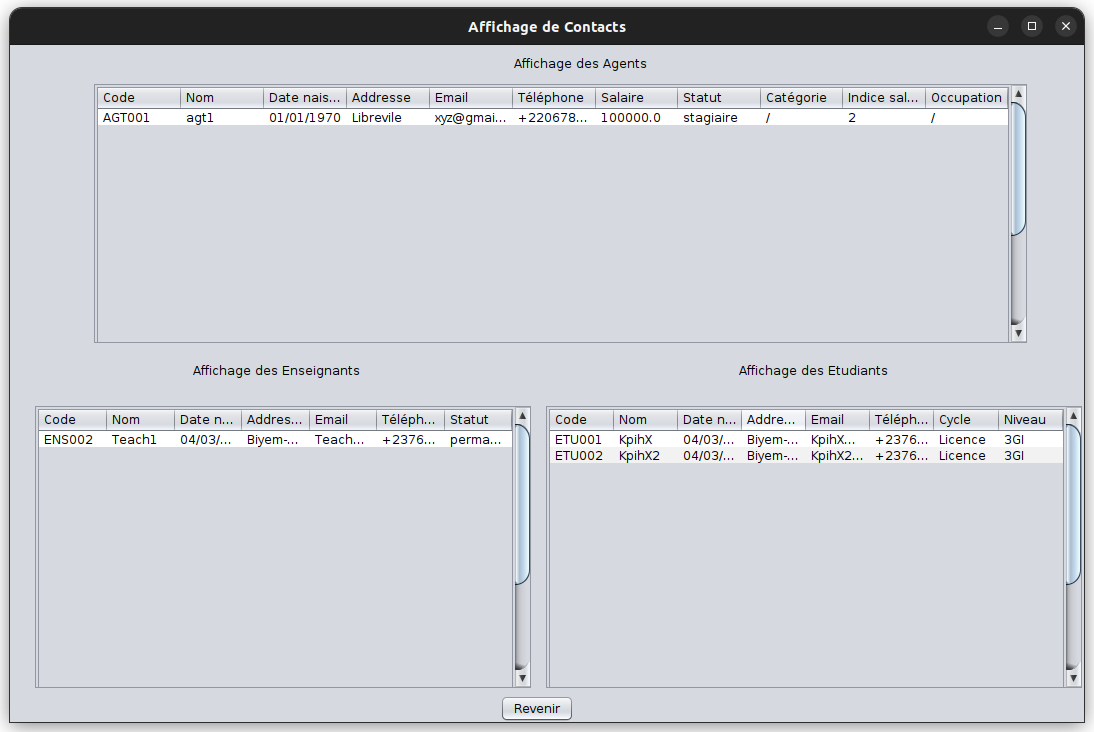 Affichage de Contacts
Affichage des Agents
Code Nom Date nais... Addresse Email Téléphone Salaire Statut Catégorie Indice sal... Occupation
AGT001 agt1 01/01/1970 Librevile xyz@gmai... +220678... 100000.0 stagiaire / 2 /
Affichage des Enseignants
Code Nom Date n... Addres... Email Téléph... Statut
ENS002 Teach1 04/03/... Biyem-... Teach... +2376... perma...
Affichage des Etudiants
Code Nom Date n... Addre... Email Téléph... Cycle Niveau
ETU001 KpihX 04/03/... Biyem-... KpihX... +2376... Licence 3GI
ETU002 KpihX2 04/03/... Biyem-... KpihX2... +2376... Licence 3GI
Revenir